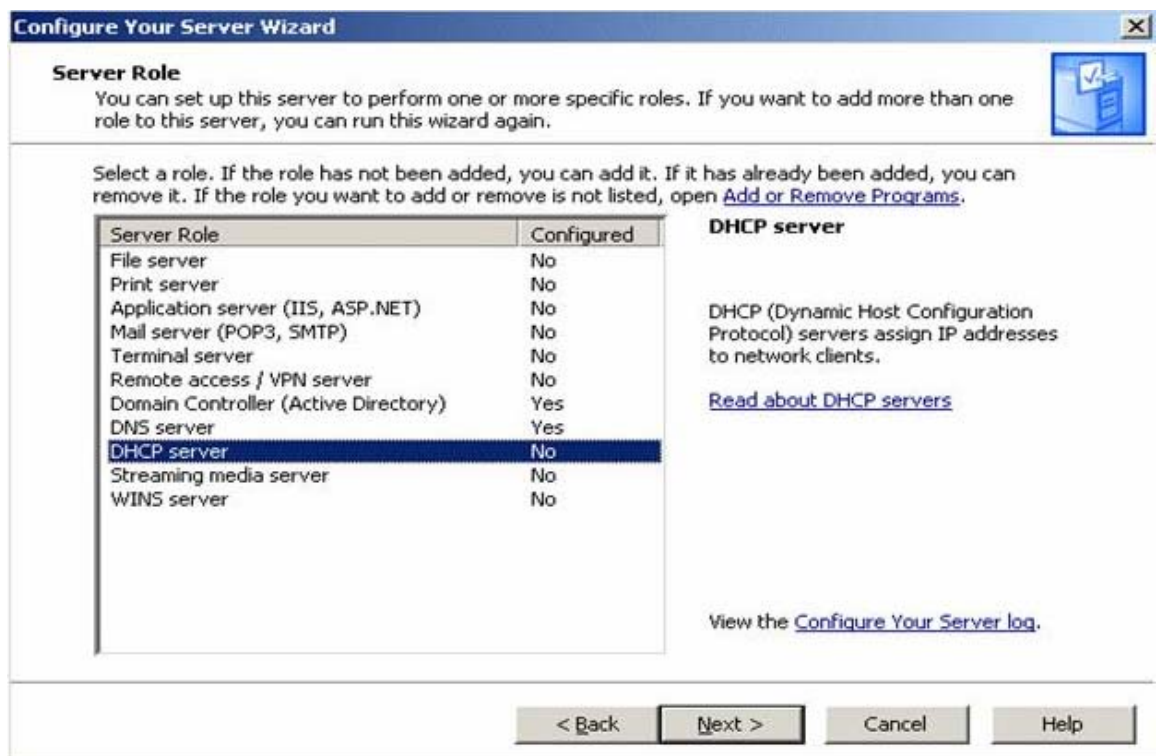 Configure Your Server Wizard
Server Role
You can set up this server to perform one or more specific roles. If you want to add more than one
role to this server, you can run this wizard again.
Select a role. If the role has not been added, you can add it. If it has already been added, you can
remove it. If the role you want to add or remove is not listed, open Add or Remove Programs.
Server Role Configured
File server No
Print server No
Application server (IIS, ASP.NET) No
Mail server (POP3, SMTP) No
Terminal server No
Remote access / VPN server No
Domain Controller (Active Directory) Yes
DNS server Yes
DHCP server No
Streaming media server No
WINS server No
DHCP server
DHCP (Dynamic Host Configuration
Protocol) servers assign IP addresses
to network clients.
Read about DHCP servers
View the Configure Your Server log.
< Back Next > Cancel Help